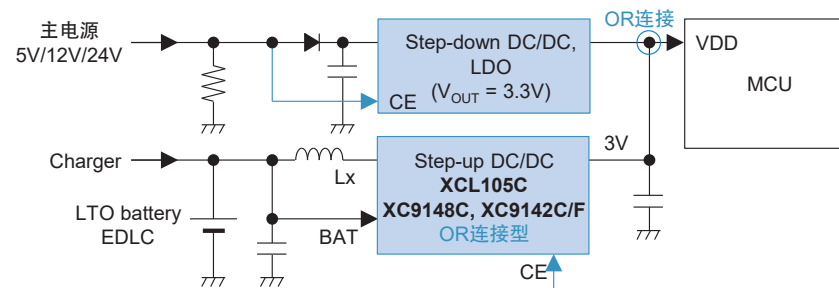 主电源
5V/12V/24V
Step-down DC/DC,
LDO
(VOUT = 3.3V)
CE
OR连接
VDD
MCU
Charger
Lx
LTO battery
EDLC
BAT
Step-up DC/DC
XCL105C
XC9148C, XC9142C/F
OR连接型
3V
CE